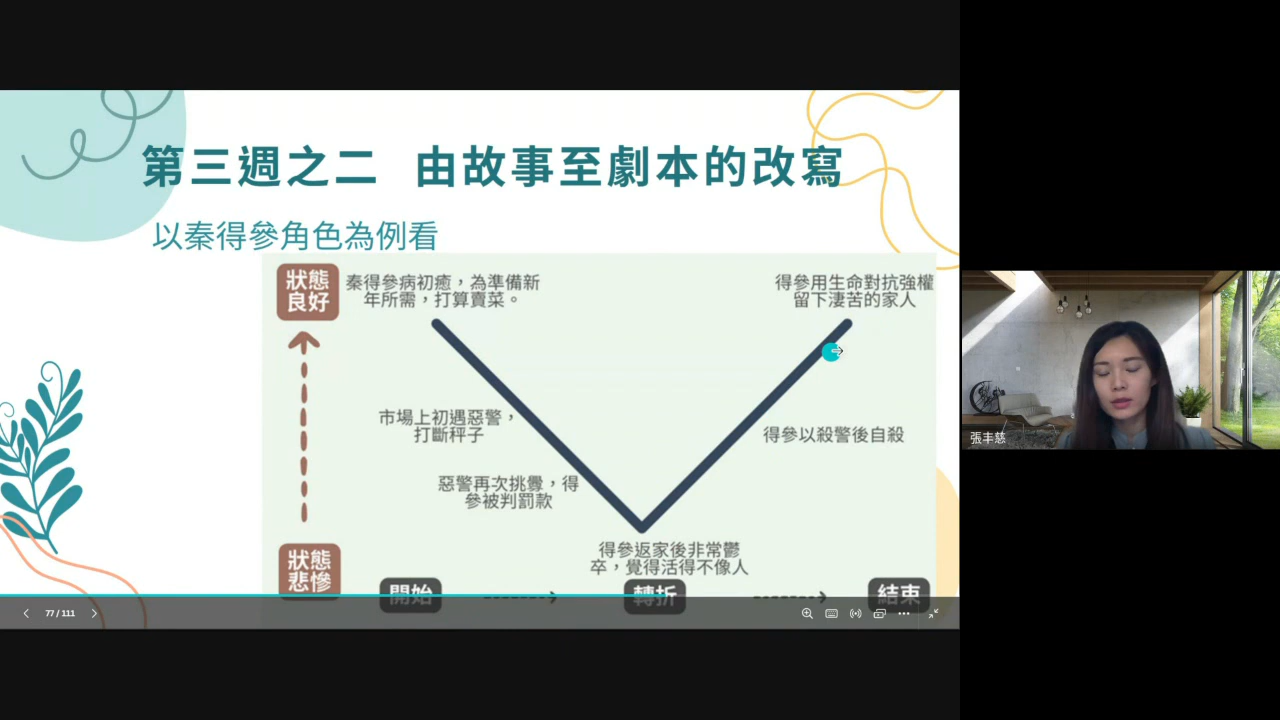 第三週之二 由故事至劇本的改寫
以秦得參角色為例看
狀態
良好
秦得參病初癒，為準備新
年所需，打算賣菜。
得參用生命對抗強權
留下淒苦的家人
市場上初遇惡警，
打斷秤子
得參以殺警後自殺
惡警再次挑釁，得
參被判罰款
得參返家後非常鬱
卒，覺得活得不像人
狀態
悲慘
開始
轉折
結束
77 / 111
張丰慈